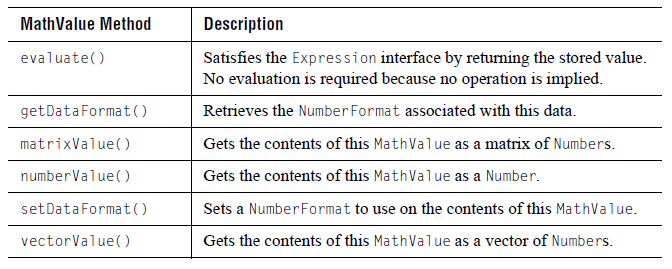 MathValue Method Description
evaluate() Satisfies the Expression interface by returning the stored value.
No evaluation is required because no operation is implied.
getDataFormat() Retrieves the NumberFormat associated with this data.
matrixValue() Gets the contents of this MathValue as a matrix of Numbers.
numberValue() Gets the contents of this MathValue as a Number.
setDataFormat() Sets a NumberFormat to use on the contents of this MathValue.
vectorValue() Gets the contents of this MathValue as a vector of Numbers.